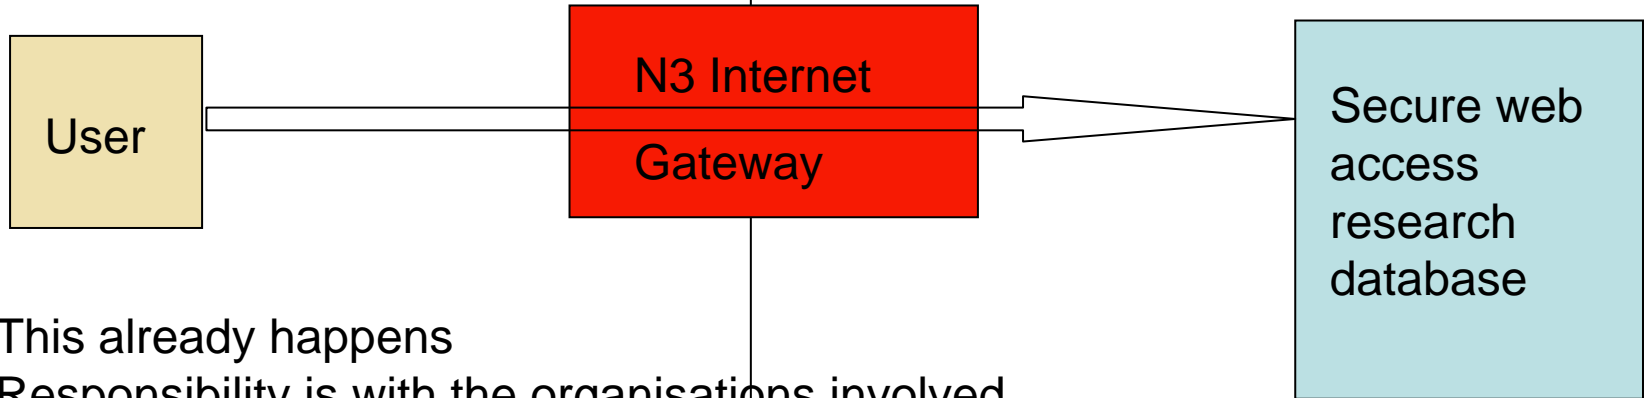 User
N3 Internet
Gateway
Secure web
access
research
database
This already happens
Responsibility is with the organisations involved